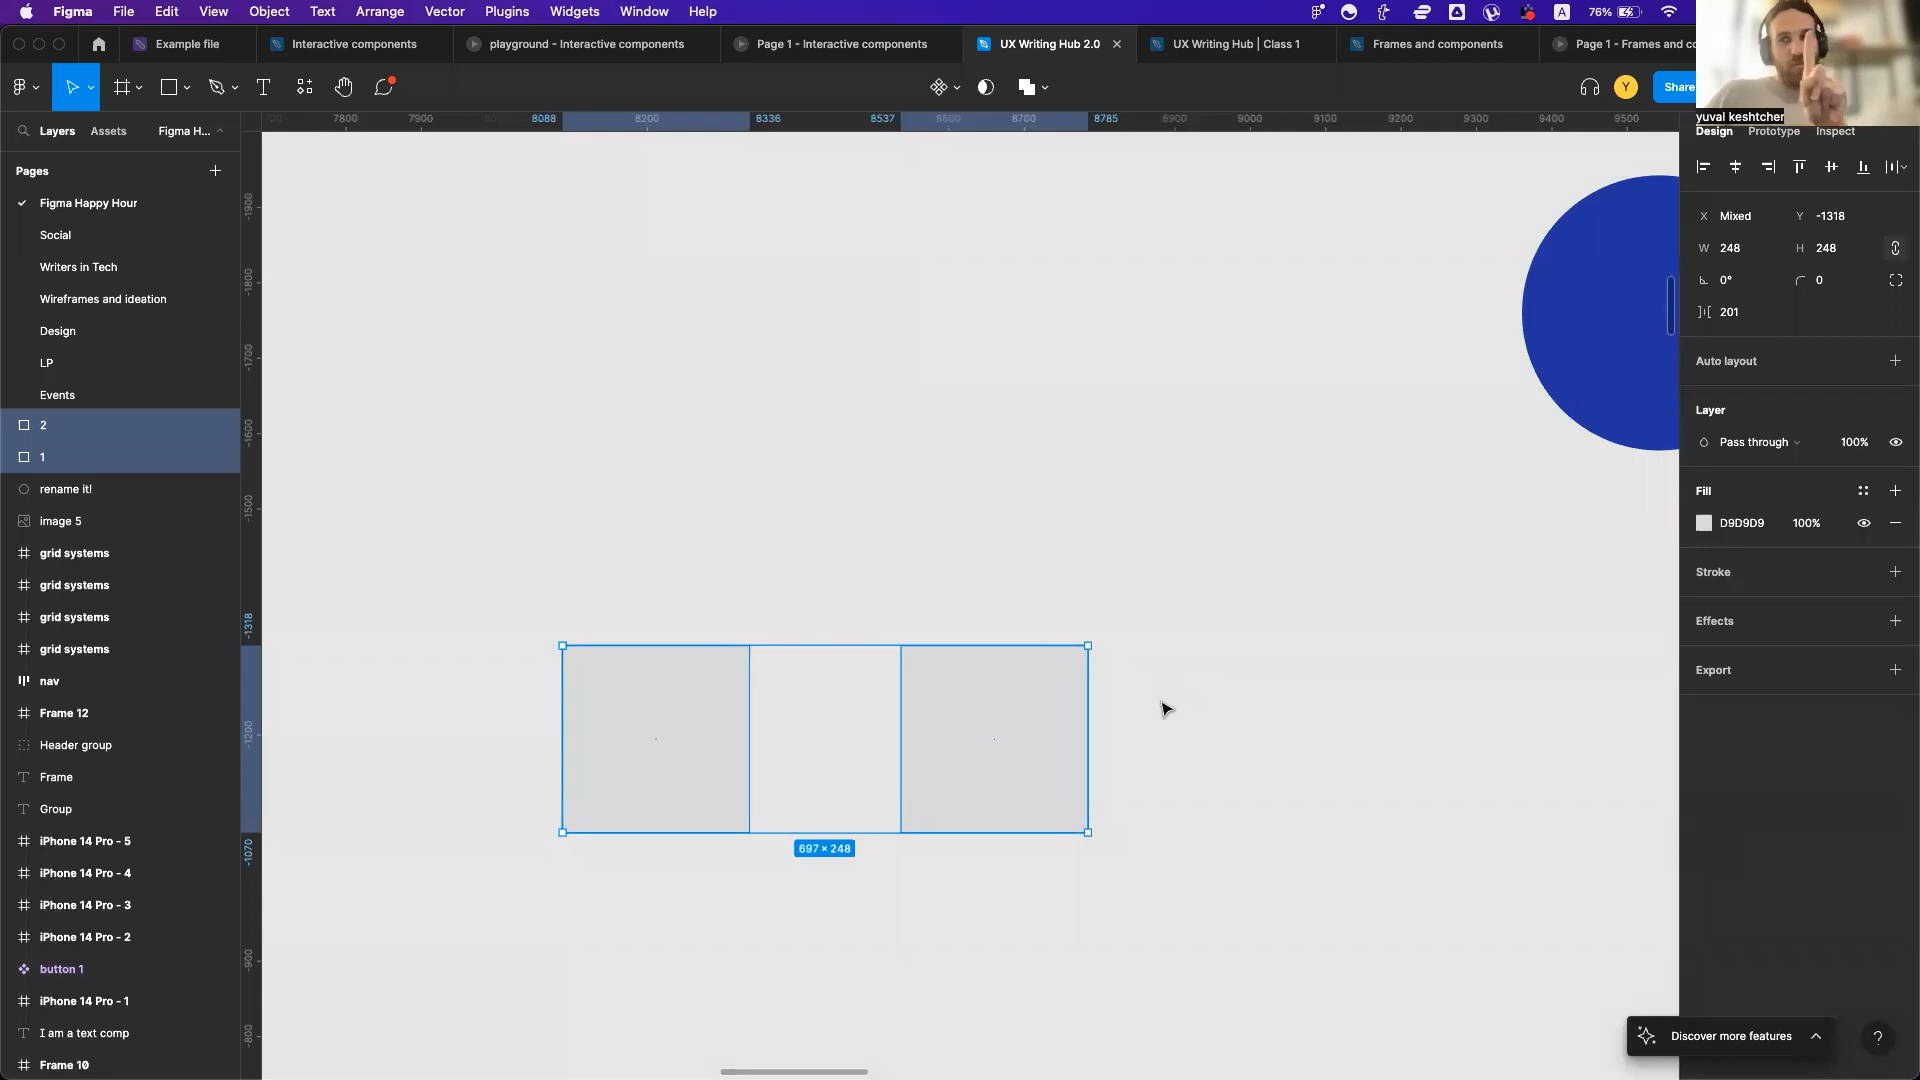 Figma File Edit View Object Text Arrange Vector Plugins Widgets Window Help
A 76%
Example file
Interactive components
playground - Interactive components
Page 1 - Interactive components
UX Writing Hub 2.0
UX Writing Hub | Class 1
Frames and components
Page 1 - Frames and co
Y
Share
yuval keshtcher
Layers Assets Figma H...
Design Prototype Inspect
7800 7900 8088 8200 8336 8537 8600 8700 8785 8900 9000 9100 9200 9300 9400 9500
-1900
-1800
-1700
-1600
-1500
-1318
-1200
-1070
-900
-800
Pages
Figma Happy Hour
Social
Writers in Tech
Wireframes and ideation
Design
LP
Events
2
1
rename it!
image 5
grid systems
grid systems
grid systems
grid systems
nav
Frame 12
Header group
Frame
Group
iPhone 14 Pro - 5
iPhone 14 Pro - 4
iPhone 14 Pro - 3
iPhone 14 Pro - 2
button 1
iPhone 14 Pro - 1
I am a text comp
Frame 10
697 × 248
X Mixed Y -1318
W 248 H 248
0° 0
201
Auto layout
Layer
Pass through 100%
Fill
D9D9D9 100%
Stroke
Effects
Export
Discover more features
?